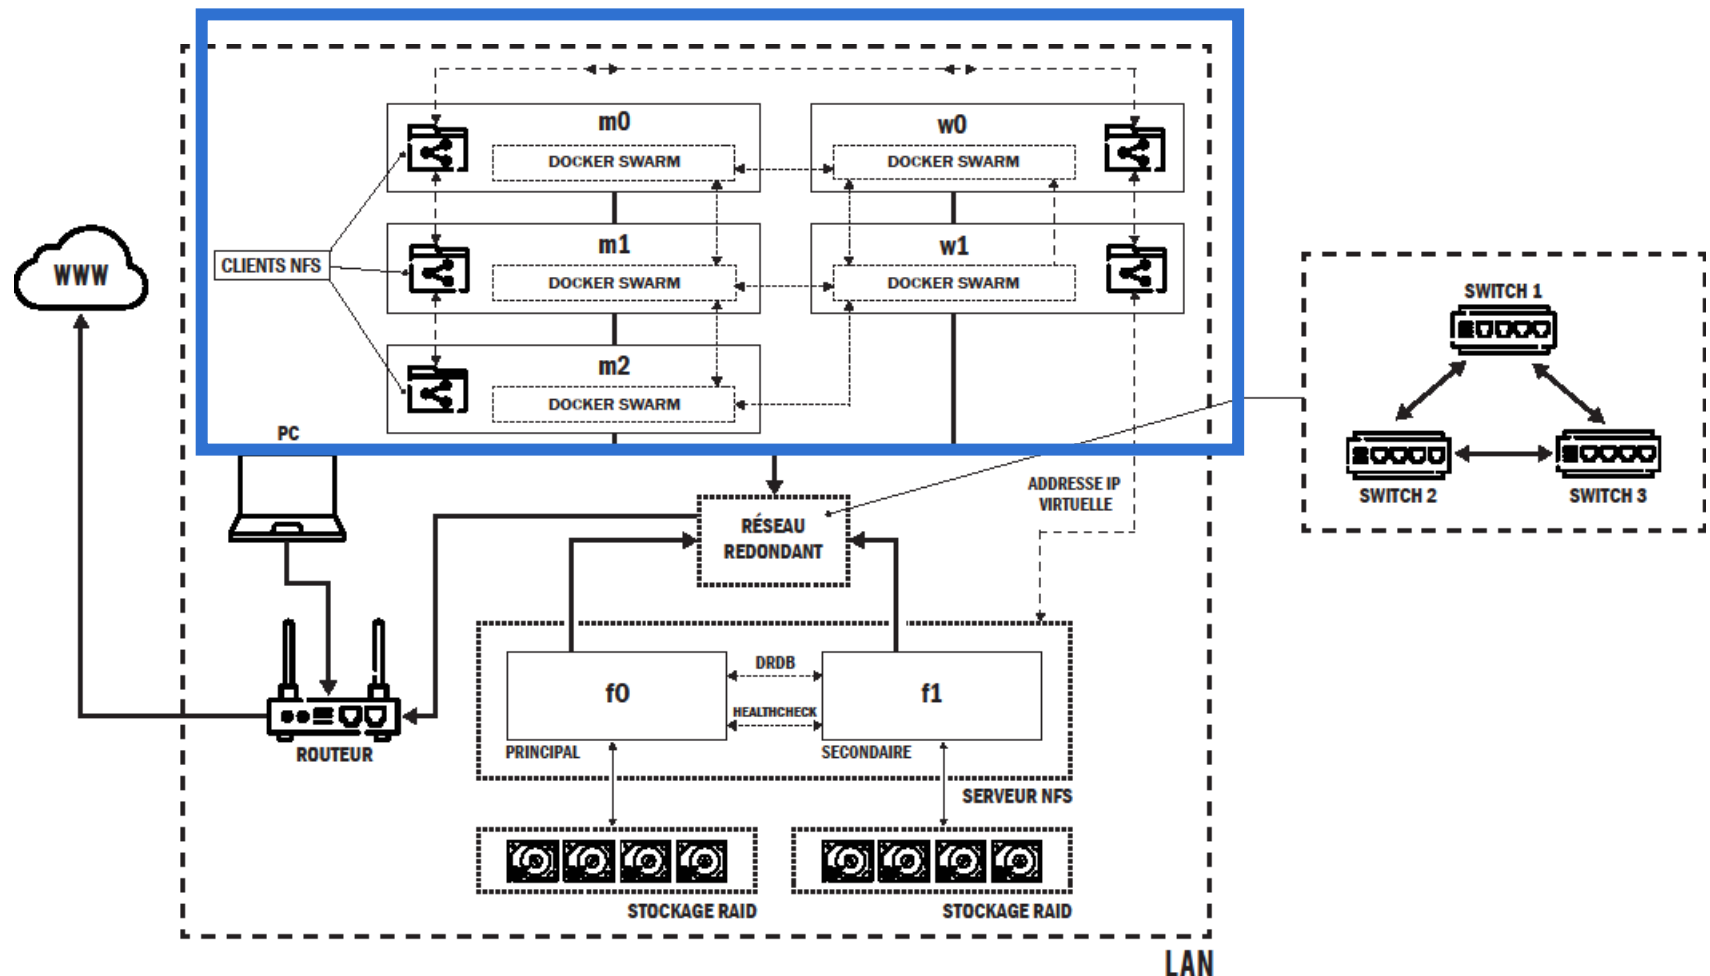 m0
DOCKER SWARM
w0
DOCKER SWARM
m1
DOCKER SWARM
w1
DOCKER SWARM
CLIENTS NFS
m2
DOCKER SWARM
WWW
PC
SWITCH 1
SWITCH 2
SWITCH 3
ADDRESSE IP
VIRTUELLE
RÉSEAU
REDONDANT
f0
DRDB
HEALTHCHECK
f1
PRINCIPAL
SECONDAIRE
ROUTEUR
SERVEUR NFS
STOCKAGE RAID
STOCKAGE RAID
LAN